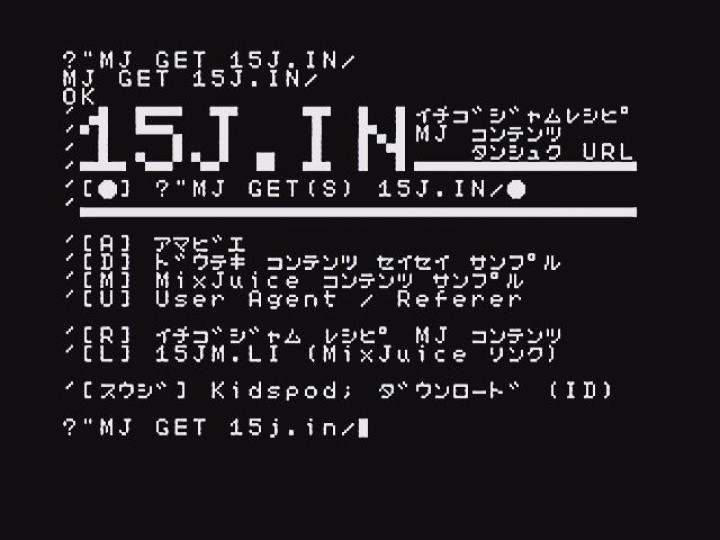 ?"MJ GET 15J.IN/
MJ GET 15J.IN/
OK
15J.IN
'イチゴジャムレシピ
'MJ コンテンツ
'タンシュク URL
'[●] ?"MJ GET(S) 15J.IN/●
'
'[A] アマビエ
'[D] ドウテキ コンテンツ セイセイ サンプル
'[M] MixJuice コンテンツ サンプル
'[U] User Agent / Referer
'[R] イチゴジャム レシピ MJ コンテンツ
'[L] 15JM.LI (MixJuice リンク)
'[スウジ] Kidspod; ダウンロード (ID)
?"MJ GET 15j.in/